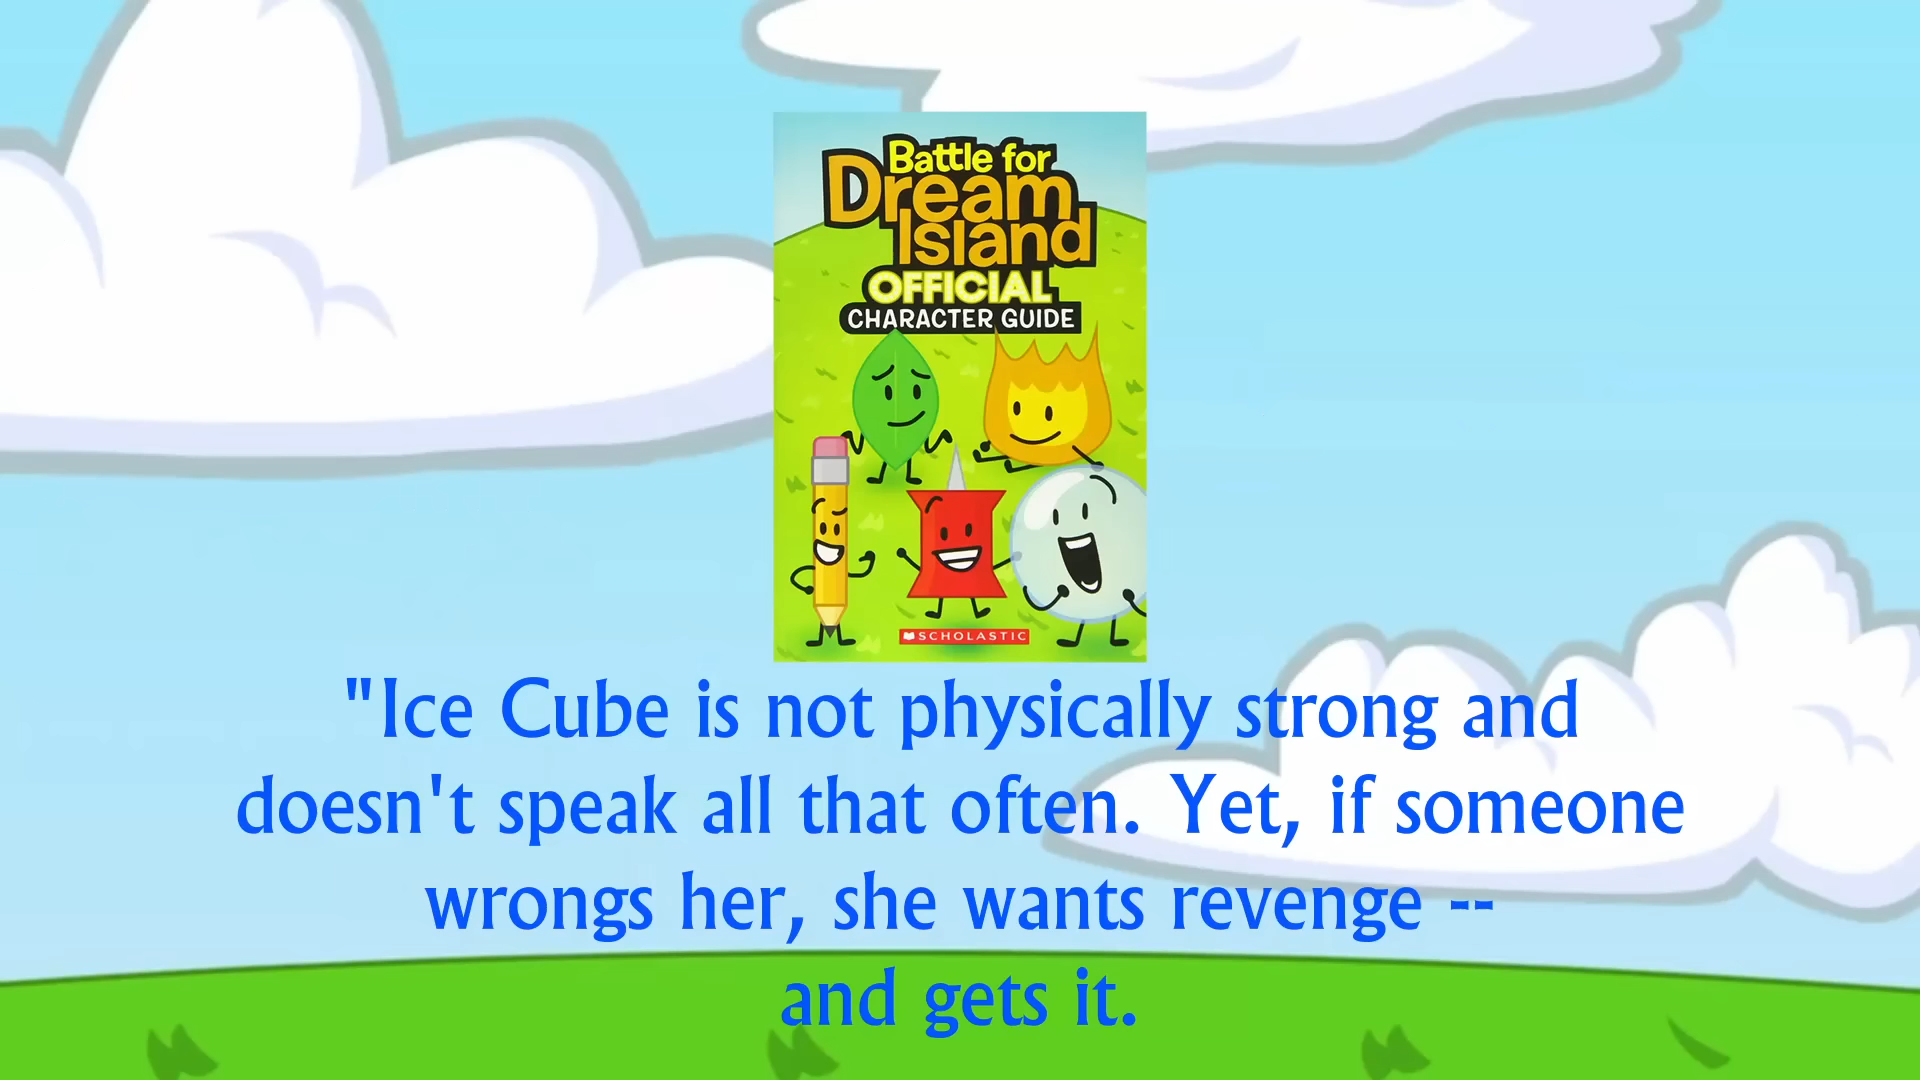 Battle for
Dream
Island
OFFICIAL
CHARACTER GUIDE
SCHOLASTIC
"Ice Cube is not physically strong and
doesn't speak all that often. Yet, if someone
wrongs her, she wants revenge --
and gets it.